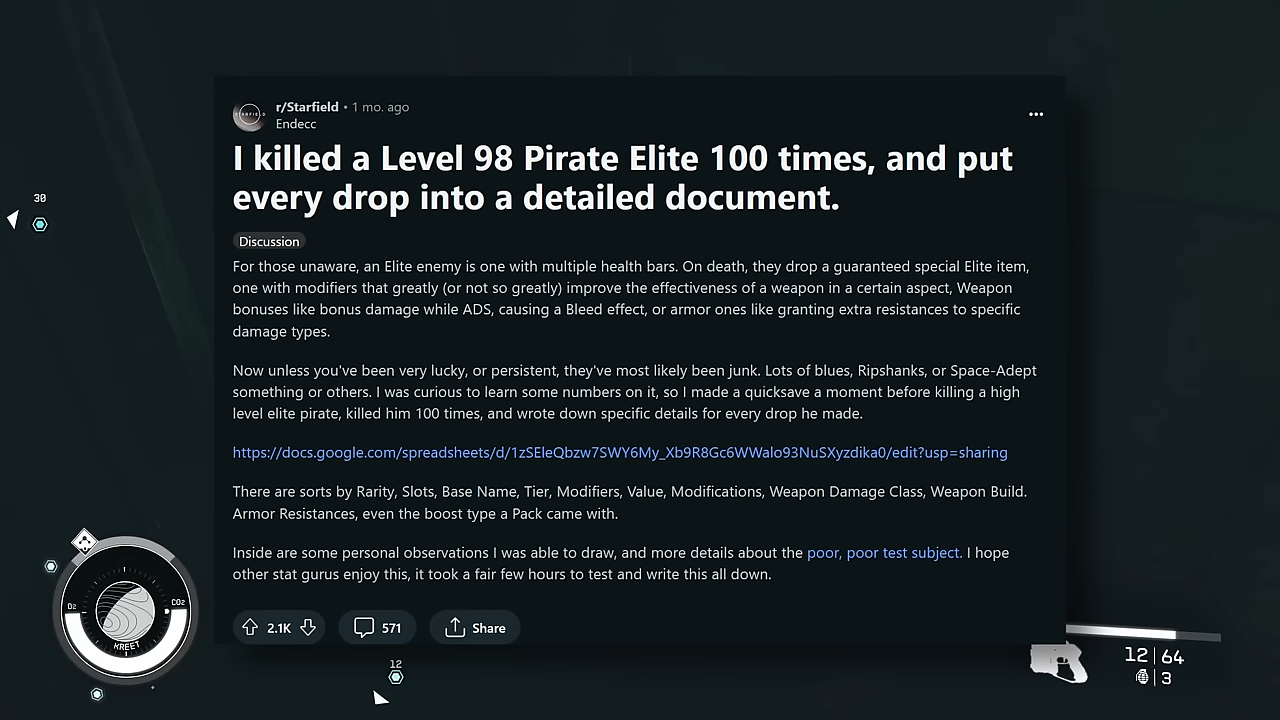 r/Starfield • 1 mo. ago
Endecc
I killed a Level 98 Pirate Elite 100 times, and put
every drop into a detailed document.
Discussion
For those unaware, an Elite enemy is one with multiple health bars. On death, they drop a guaranteed special Elite item,
one with modifiers that greatly (or not so greatly) improve the effectiveness of a weapon in a certain aspect, Weapon
bonuses like bonus damage while ADS, causing a Bleed effect, or armor ones like granting extra resistances to specific
damage types.
Now unless you've been very lucky, or persistent, they've most likely been junk. Lots of blues, Ripshanks, or Space-Adept
something or others. I was curious to learn some numbers on it, so I made a quicksave a moment before killing a high
level elite pirate, killed him 100 times, and wrote down specific details for every drop he made.
https://docs.google.com/spreadsheets/d/1zSEleQbzw7SWY6My_Xb9R8Gc6WWalo93NuSXyzdika0/edit?usp=sharing
There are sorts by Rarity, Slots, Base Name, Tier, Modifiers, Value, Modifications, Weapon Damage Class, Weapon Build.
Armor Resistances, even the boost type a Pack came with.
Inside are some personal observations I was able to draw, and more details about the poor, poor test subject. I hope
other stat gurus enjoy this, it took a fair few hours to test and write this all down.
2.1K 571 Share
30
O2 CO2
KREET
12
12 | 64
3